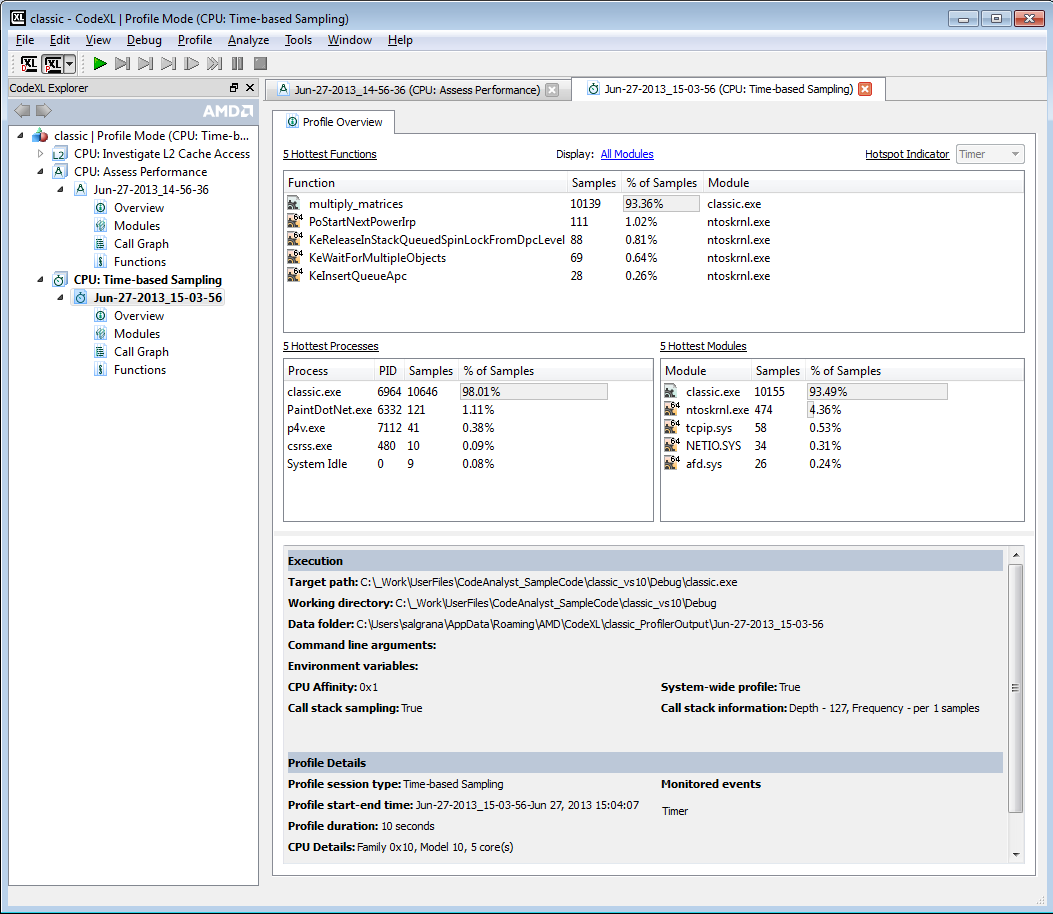 classic - CodeXL | Profile Mode (CPU: Time-based Sampling)
File Edit View Debug Profile Analyze Tools Window Help
XL XL
CodeXL Explorer
AMD
classic | Profile Mode (CPU: Time-b...
L2 CPU: Investigate L2 Cache Access
A CPU: Assess Performance
A Jun-27-2013_14-56-36
Overview
Modules
Call Graph
Functions
CPU: Time-based Sampling
Jun-27-2013_15-03-56
Overview
Modules
Call Graph
Functions
A Jun-27-2013_14-56-36 (CPU: Assess Performance)
Jun-27-2013_15-03-56 (CPU: Time-based Sampling)
Profile Overview
5 Hottest Functions Display: All Modules Hotspot Indicator Timer
Function Samples % of Samples Module
multiply_matrices 10139 93.36% classic.exe
64 PoStartNextPowerIrp 111 1.02% ntoskrnl.exe
64 KeReleaseInStackQueuedSpinLockFromDpcLevel 88 0.81% ntoskrnl.exe
64 KeWaitForMultipleObjects 69 0.64% ntoskrnl.exe
64 KeInsertQueueApc 28 0.26% ntoskrnl.exe
5 Hottest Processes
Process PID Samples % of Samples
classic.exe 6964 10646 98.01%
PaintDotNet.exe 6332 121 1.11%
p4v.exe 7112 41 0.38%
csrss.exe 480 10 0.09%
System Idle 0 9 0.08%
5 Hottest Modules
Module Samples % of Samples
classic.exe 10155 93.49%
64 ntoskrnl.exe 474 4.36%
64 tcpip.sys 58 0.53%
64 NETIO.SYS 34 0.31%
64 afd.sys 26 0.24%
Execution
Target path: C:\_Work\UserFiles\CodeAnalyst_SampleCode\classic_vs10\Debug\classic.exe
Working directory: C:\_Work\UserFiles\CodeAnalyst_SampleCode\classic_vs10\Debug
Data folder: C:\Users\salgrana\AppData\Roaming\AMD\CodeXL\classic_ProfilerOutput\Jun-27-2013_15-03-56
Command line arguments:
Environment variables:
CPU Affinity: 0x1 System-wide profile: True
Call stack sampling: True Call stack information: Depth - 127, Frequency - per 1 samples
Profile Details
Profile session type: Time-based Sampling Monitored events
Profile start-end time: Jun-27-2013_15-03-56-Jun 27, 2013 15:04:07
Timer
Profile duration: 10 seconds
CPU Details: Family 0x10, Model 10, 5 core(s)